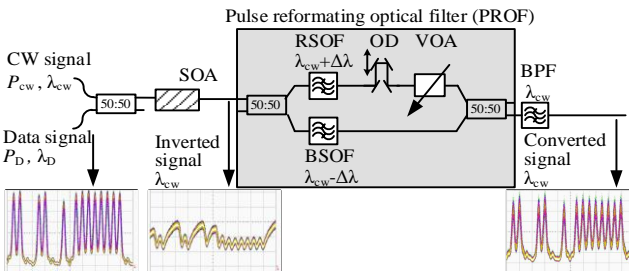 Pulse reformating optical filter (PROF)
RSOF OD VOA
λcw+Δλ
CW signal
Pcw, λcw
SOA
BPF
λcw
50:50
50:50
50:50
Data signal
PD, λD
Inverted
signal
λcw
BSOF
λcw-Δλ
Converted
signal
λcw